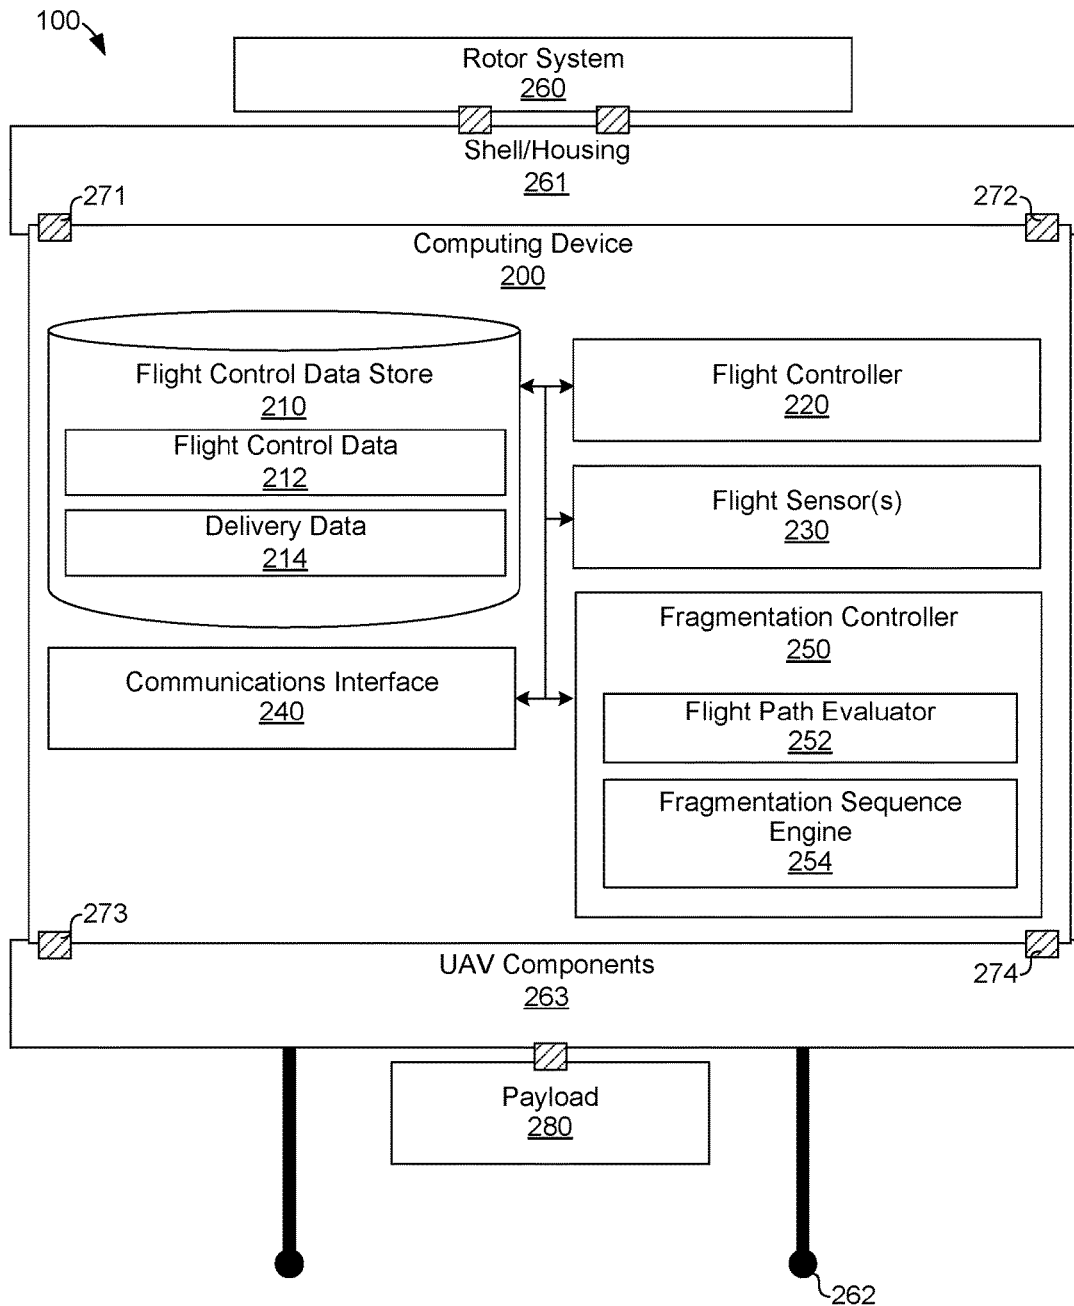 100
Rotor System
260
Shell/Housing
261
271
272
Computing Device
200
Flight Control Data Store
210
Flight Control Data
212
Delivery Data
214
Flight Controller
220
Flight Sensor(s)
230
Communications Interface
240
Fragmentation Controller
250
Flight Path Evaluator
252
Fragmentation Sequence
Engine
254
273
274
UAV Components
263
Payload
280
262